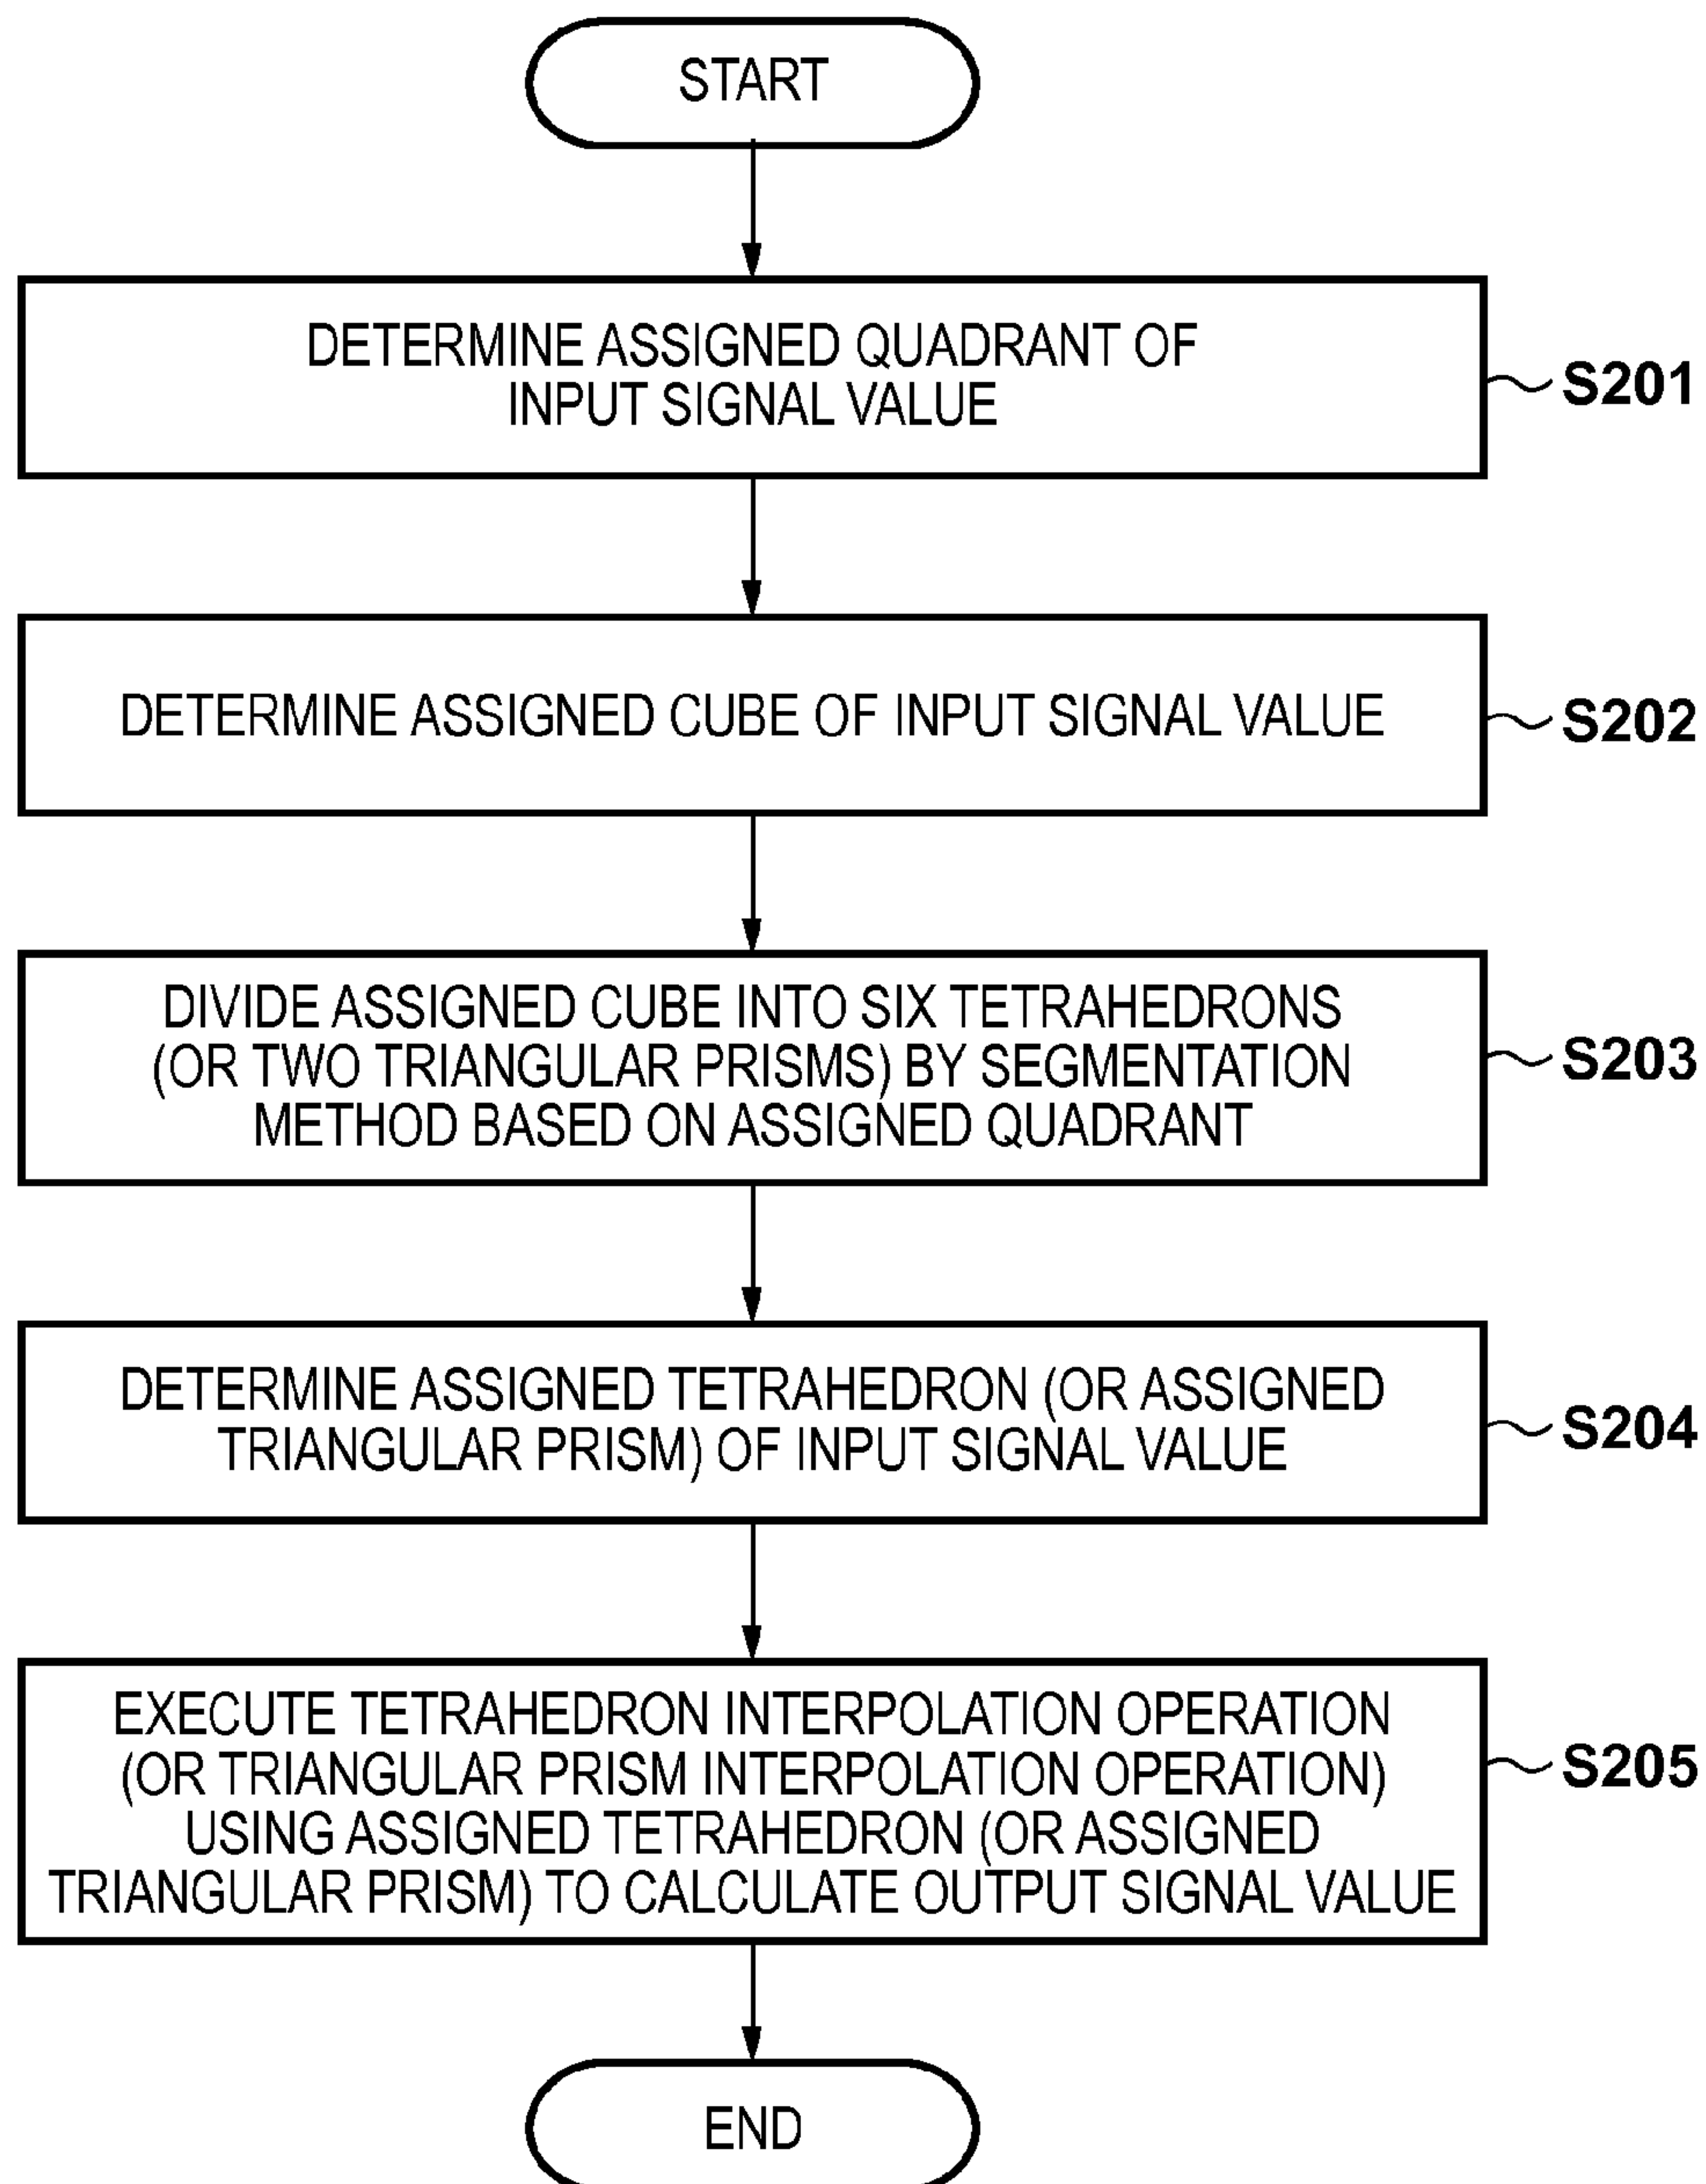 START
DETERMINE ASSIGNED QUADRANT OF
INPUT SIGNAL VALUE
S201
DETERMINE ASSIGNED CUBE OF INPUT SIGNAL VALUE
S202
DIVIDE ASSIGNED CUBE INTO SIX TETRAHEDRONS
(OR TWO TRIANGULAR PRISMS) BY SEGMENTATION
METHOD BASED ON ASSIGNED QUADRANT
S203
DETERMINE ASSIGNED TETRAHEDRON (OR ASSIGNED
TRIANGULAR PRISM) OF INPUT SIGNAL VALUE
S204
EXECUTE TETRAHEDRON INTERPOLATION OPERATION
(OR TRIANGULAR PRISM INTERPOLATION OPERATION)
USING ASSIGNED TETRAHEDRON (OR ASSIGNED
TRIANGULAR PRISM) TO CALCULATE OUTPUT SIGNAL VALUE
S205
END